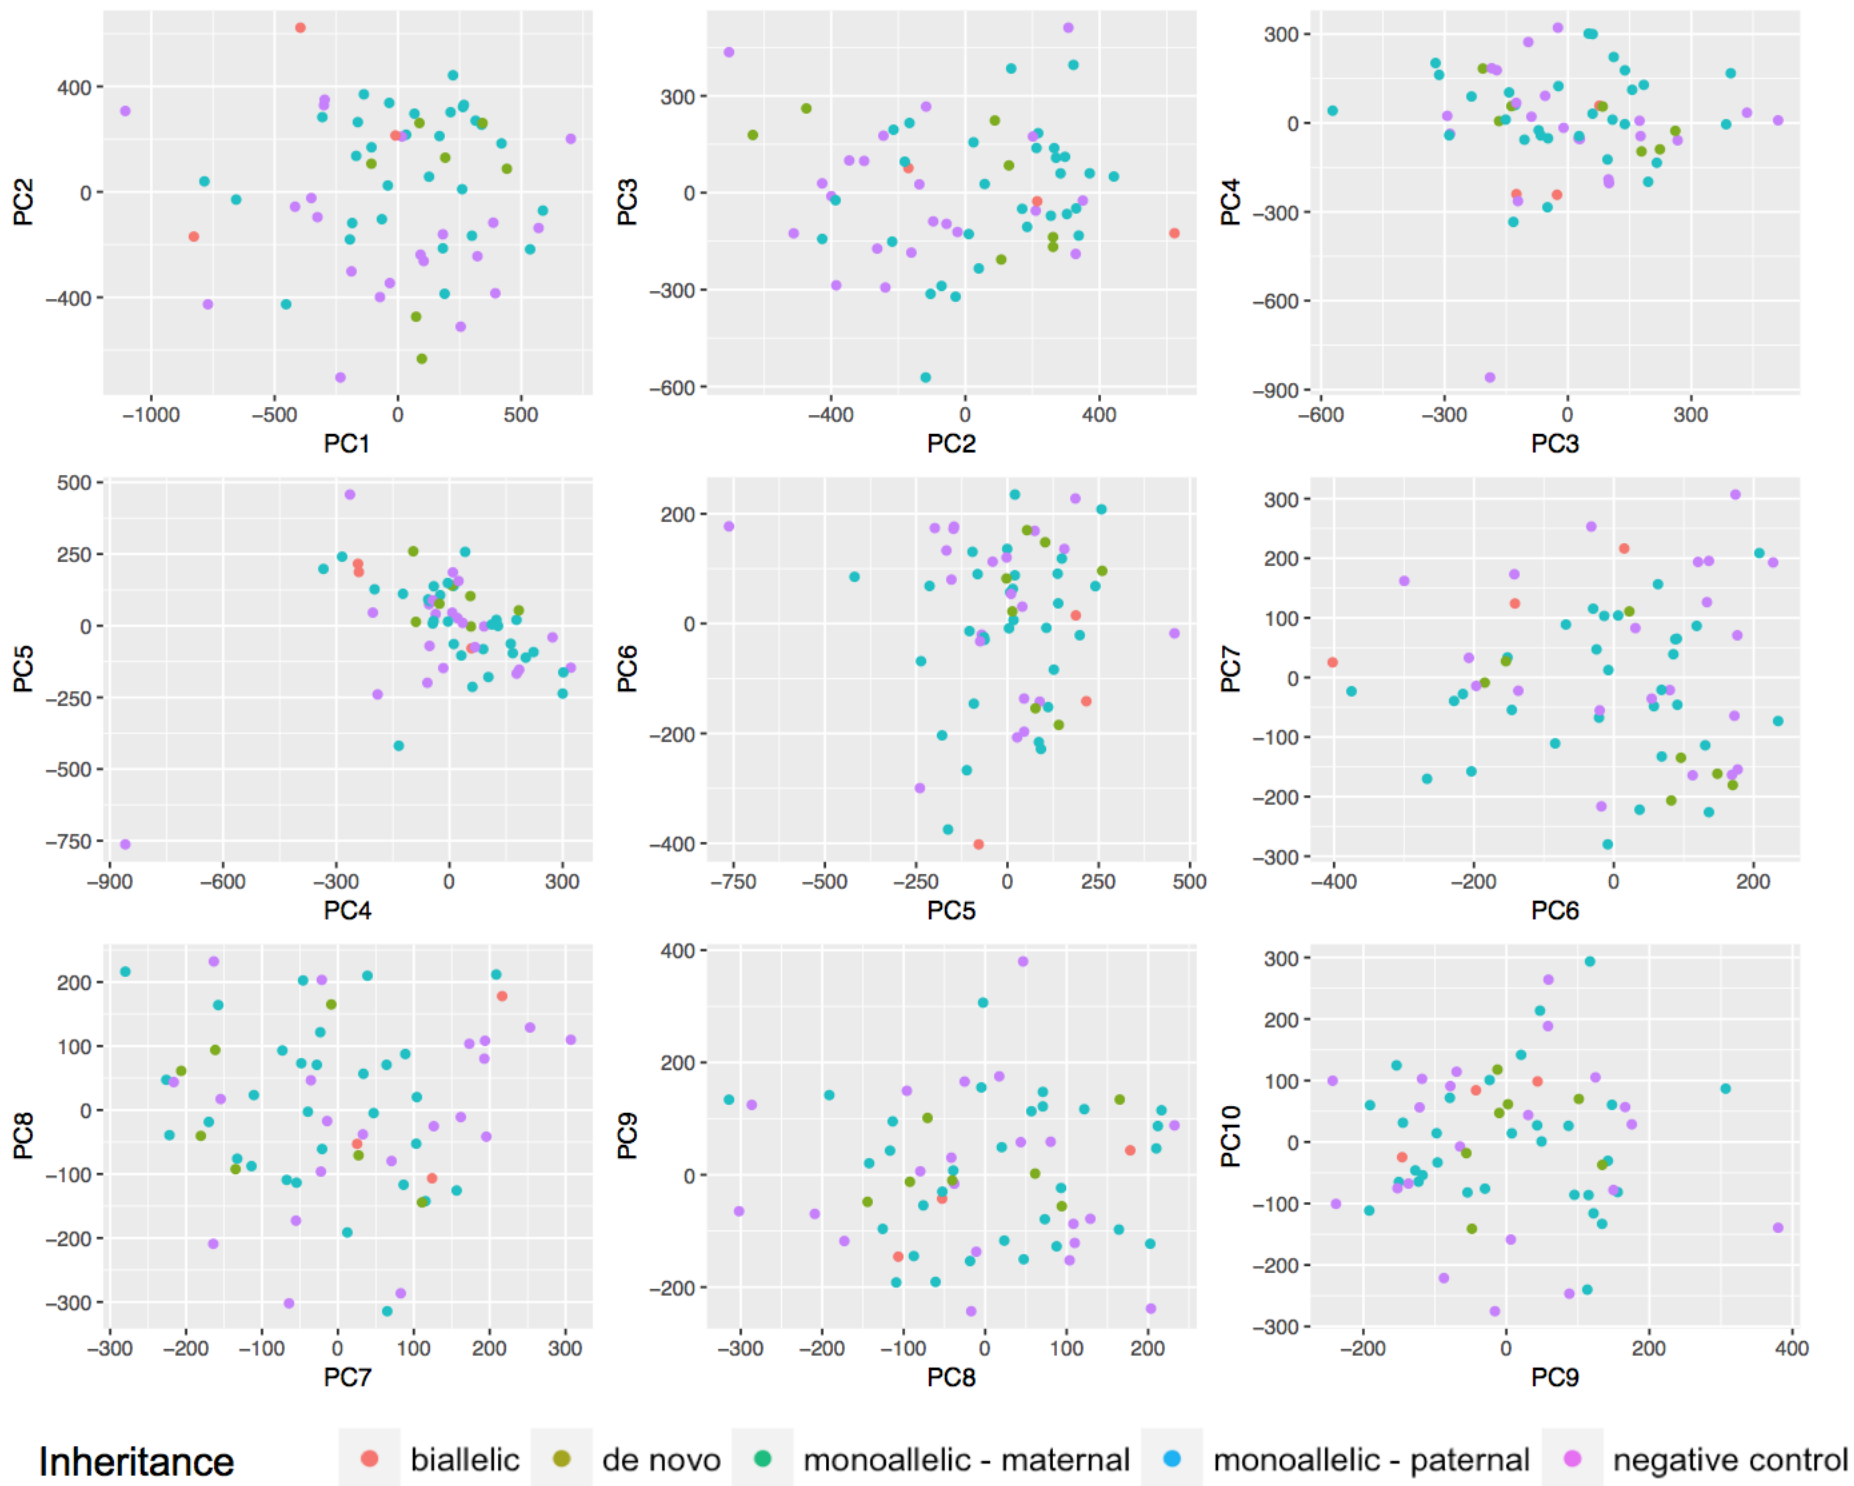 400
0
−400
−1000 −500 0 500
PC1
PC2
300
0
−300
−600
−400 0 400
PC2
PC3
300
0
−300
−600
−900
−600 −300 0 300
PC3
PC4
500
250
0
−250
−500
−750
−900 −600 −300 0 300
PC4
PC5
200
0
−200
−400
−750 −500 −250 0 250 500
PC5
PC6
300
200
100
0
−100
−200
−300
−400 −200 0 200
PC6
PC7
200
100
0
−100
−200
−300
−300 −200 −100 0 100 200 300
PC7
PC8
400
200
0
−200
−300 −200 −100 0 100 200
PC8
PC9
300
200
100
0
−100
−200
−300
−200 0 200 400
PC9
PC10
Inheritance biallelic de novo monoallelic - maternal monoallelic - paternal negative control